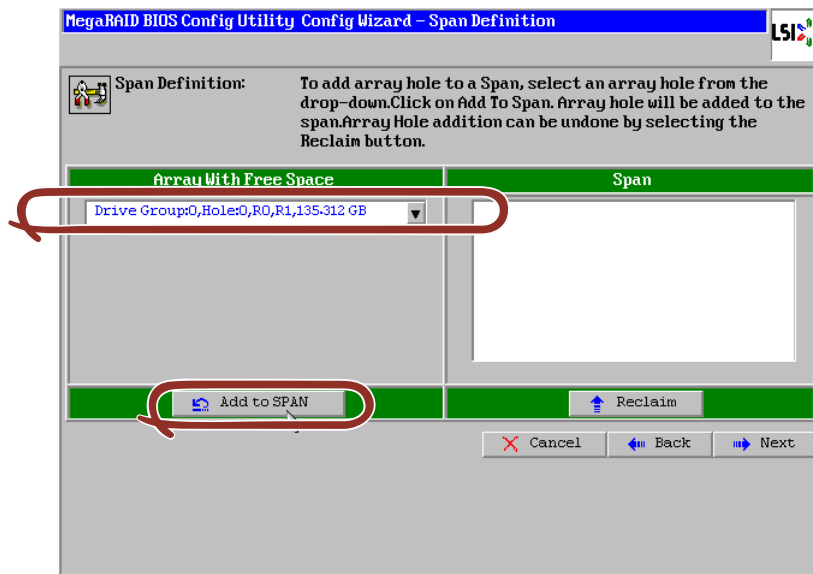 MegaRAID BIOS Config Utility Config Wizard – Span Definition
LSI
Span Definition:
To add array hole to a Span, select an array hole from the
drop-down.Click on Add To Span. Array hole will be added to the
span.Array Hole addition can be undone by selecting the
Reclaim button.
Array With Free Space
Span
Drive Group:0,Hole:0,R0,R1,135.312 GB
Add to SPAN
Reclaim
Cancel
Back
Next